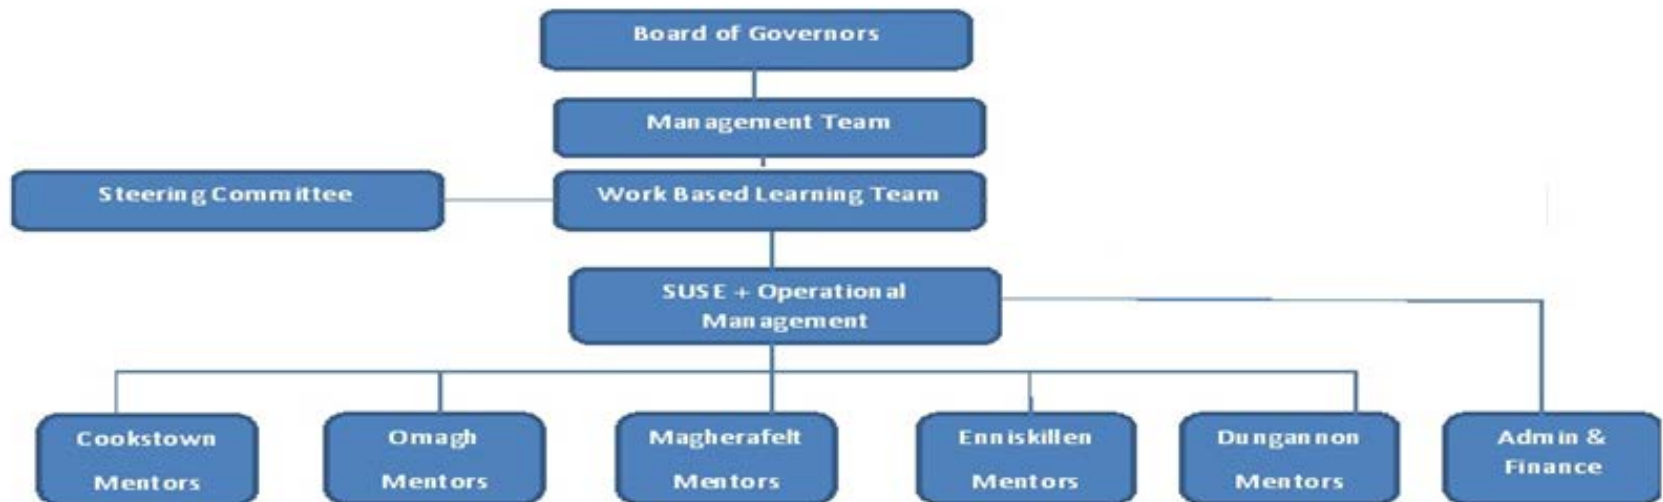 Board of Governors
Management Team
Steering Committee
Work Based Learning Team
SUSE + Operational
Management
Cookstown
Mentors
Omagh
Mentors
Magherafelt
Mentors
Enniskillen
Mentors
Dungannon
Mentors
Admin &
Finance